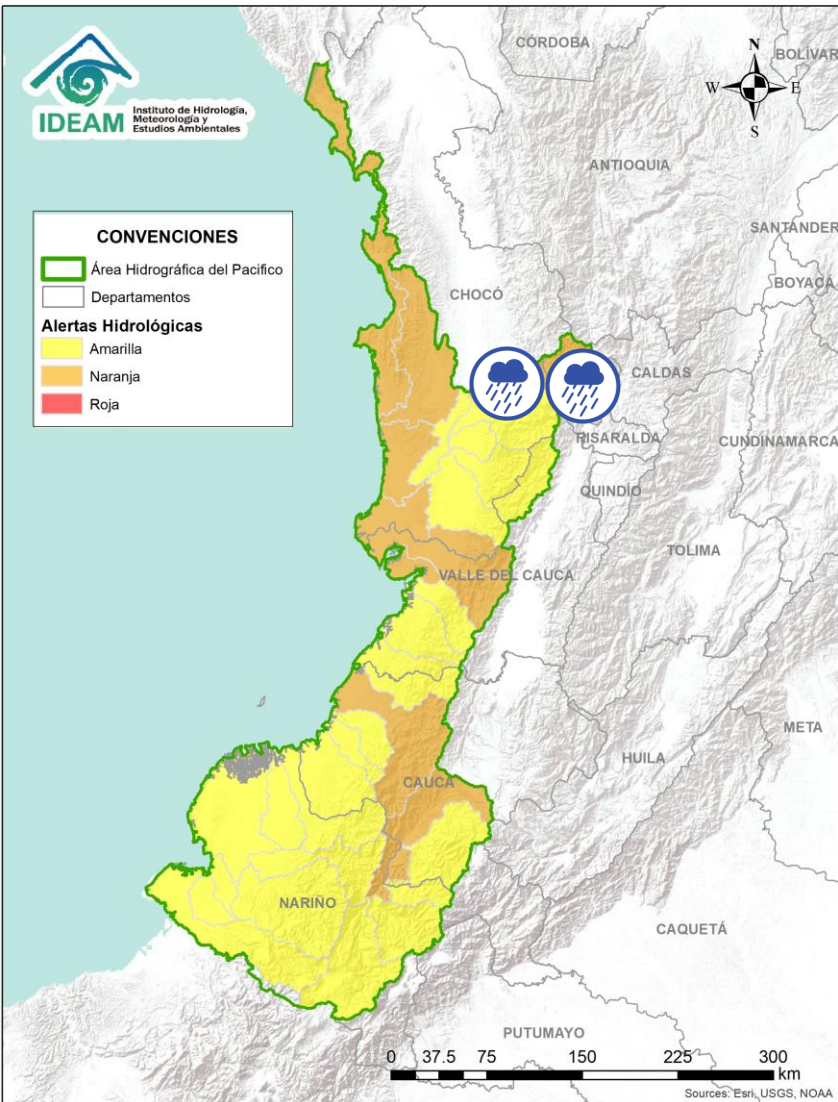 IDEAM
Instituto de Hidrología,
Meteorología y
Estudios Ambientales
CÓRDOBA
BOLÍVAR
N
W
E
S
ANTIOQUIA
SANTANDER
BOYACÁ
CONVENCIONES
Área Hidrográfica del Pacifico
Departamentos
Alertas Hidrológicas
Amarilla
Naranja
Roja
CHOCÓ
CALDAS
RISARALDA
CUNDINAMARCA
QUINDÍO
TOLIMA
VALLE DEL CAUCA
META
HUILA
CAUCA
NARIÑO
CAQUETÁ
PUTUMAYO
0 37.5 75 150 225 300
km
Sources: Esri, USGS, NOAA